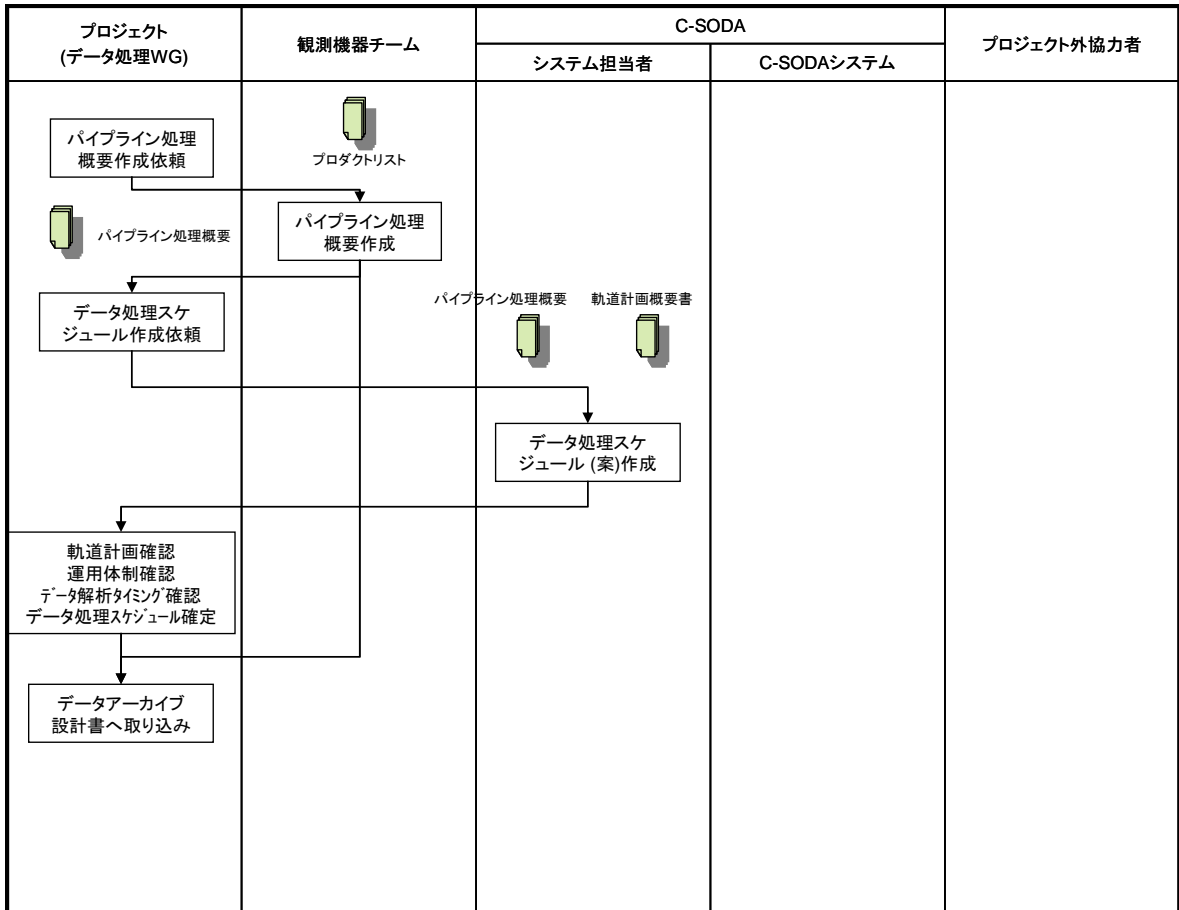 プロジェクト
(データ処理WG)
観測機器チーム
C-SODA
システム担当者
C-SODAシステム
プロジェクト外協力者
パイプライン処理
概要作成依頼
プロダクトリスト
パイプライン処理概要
パイプライン処理
概要作成
データ処理スケ
ジュール作成依頼
パイプライン処理概要
軌道計画概要書
データ処理スケ
ジュール (案)作成
軌道計画確認
運用体制確認
ﾃﾞｰﾀ解析ﾀｲﾐﾝｸﾞ確認
データ処理ｽｹｼﾞｭｰﾙ確定
データアーカイブ
設計書へ取り込み